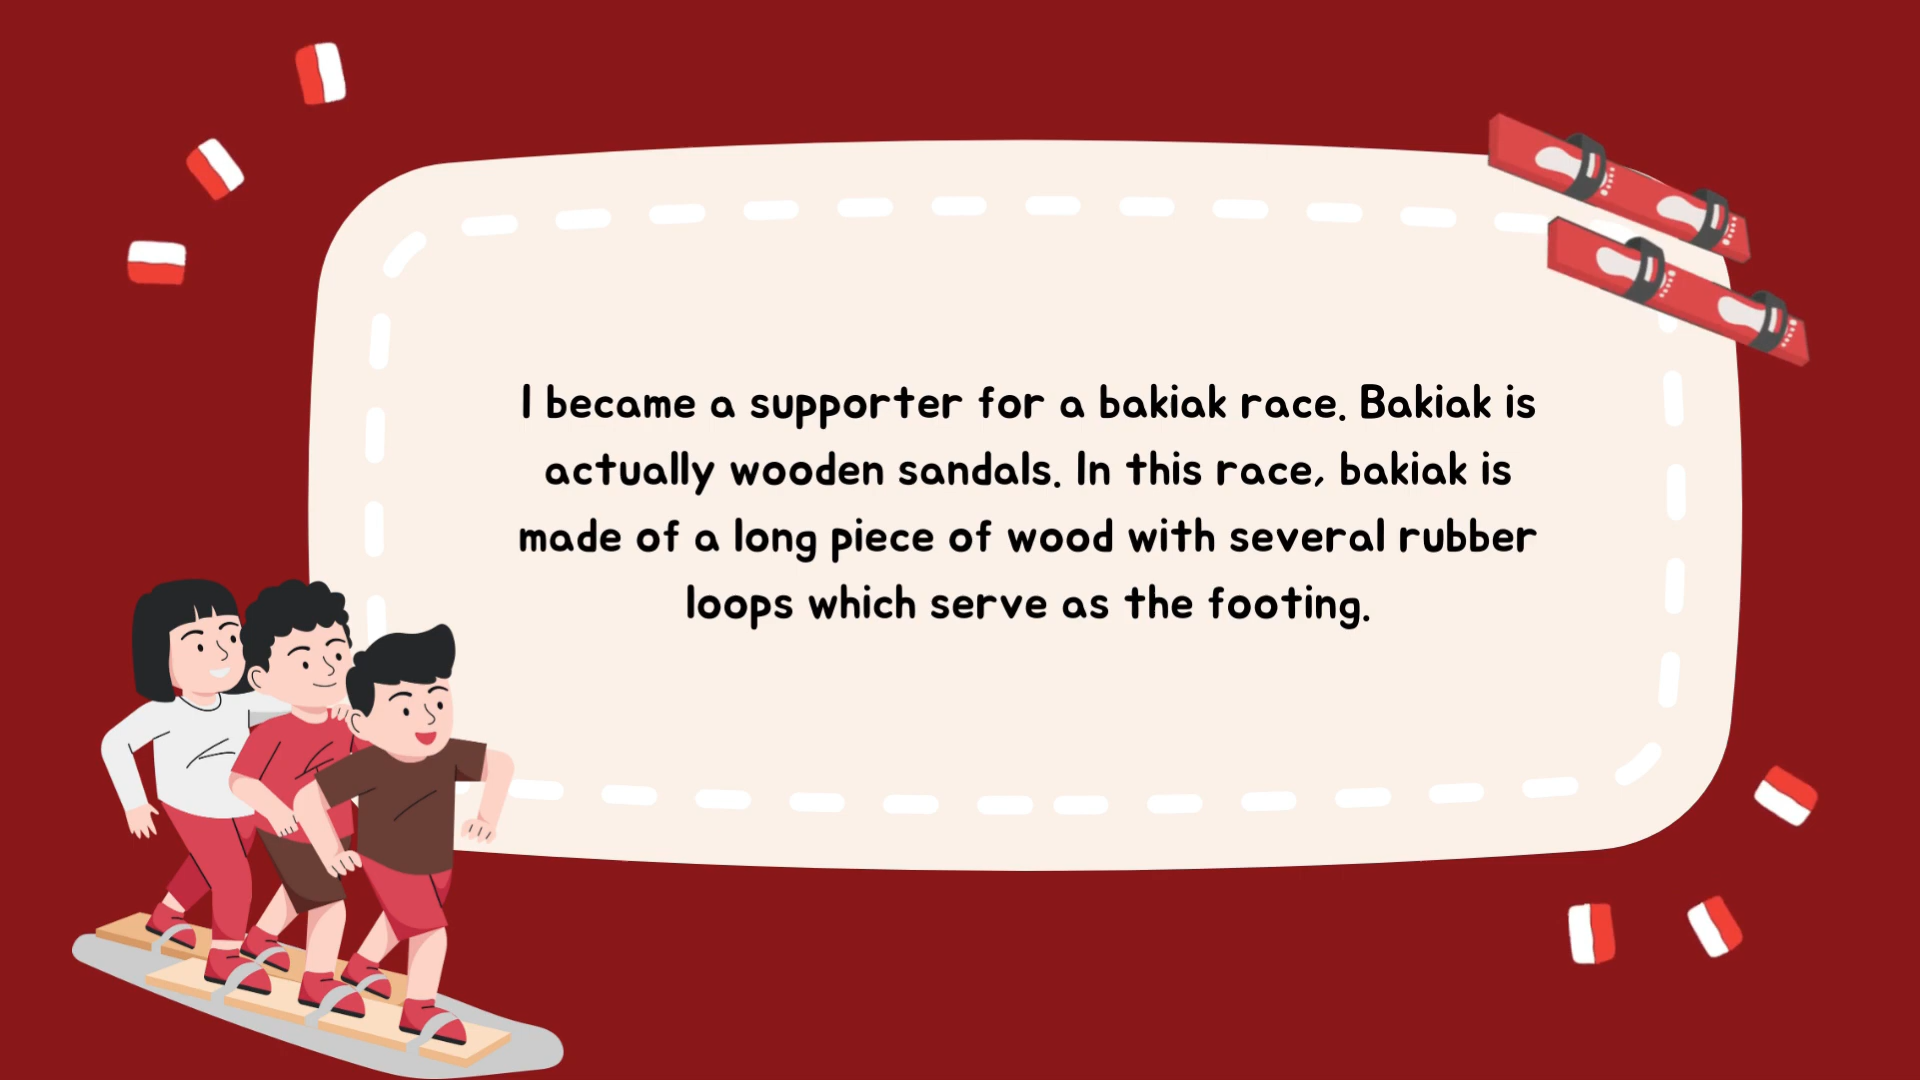 I became a supporter for a bakiak race. Bakiak is
actually wooden sandals. In this race, bakiak is
made of a long piece of wood with several rubber
loops which serve as the footing.